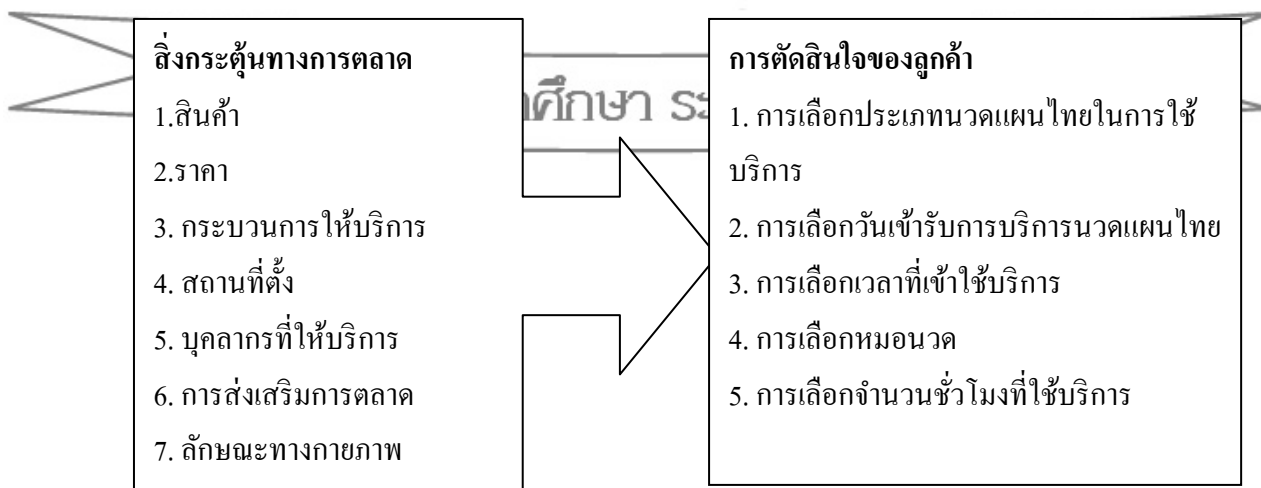 สิ่งกระตุ้นทางการตลาด
1.สินค้า
2.ราคา
3. กระบวนการให้บริการ
4. สถานที่ตั้ง
5. บุคลากรที่ให้บริการ
6. การส่งเสริมการตลาด
7. ลักษณะทางกายภาพ
ศึกษา
การตัดสินใจของลูกค้า
1. การเลือกประเภทนวดแผนไทยในการใช้
บริการ
2. การเลือกวันเข้ารับการบริการนวดแผนไทย
3. การเลือกเวลาที่เข้าใช้บริการ
4. การเลือกหมอนวด
5. การเลือกจำนวนชั่วโมงที่ใช้บริการ